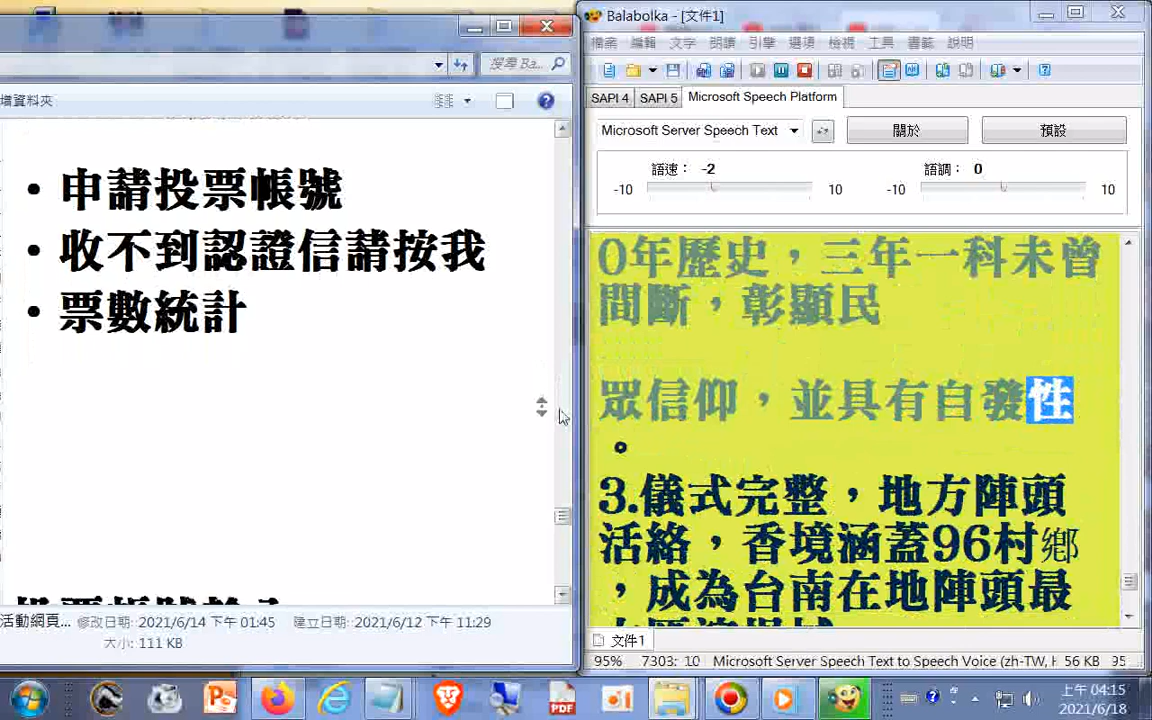 搜尋 Ba...
增資料夾
• 申請投票帳號
• 收不到認證信請按我
• 票數統計
活動網頁... 修改日期: 2021/6/14 下午 01:45 建立日期: 2021/6/12 下午 11:29
大小: 111 KB
Balabolka - [文件1]
檔案 編輯 文字 朗讀 引擎 選項 檢視 工具 書籤 說明
SAPI 4 SAPI 5 Microsoft Speech Platform
Microsoft Server Speech Text 關於 預設
語速： -2 語調： 0
-10 10 -10 10
0年歷史，三年一科未曾
間斷，彰顯民
眾信仰，並具有自發性
。
3.儀式完整，地方陣頭
活絡，香境涵蓋96村鄉
，成為台南在地陣頭最
文件1
95% 7303: 10 Microsoft Server Speech Text to Speech Voice (zh-TW, H 56 KB 95
PDF
上午 04:15
2021/6/18